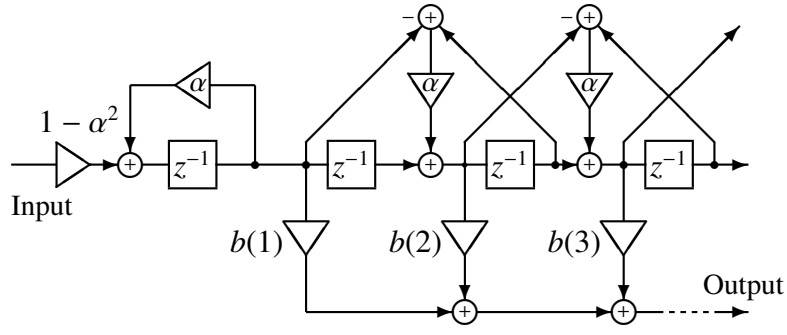 − + − +
α α α
1 − α²
+ z⁻¹ z⁻¹ + z⁻¹ + z⁻¹
Input
b(1) b(2) b(3)
Output
+ +